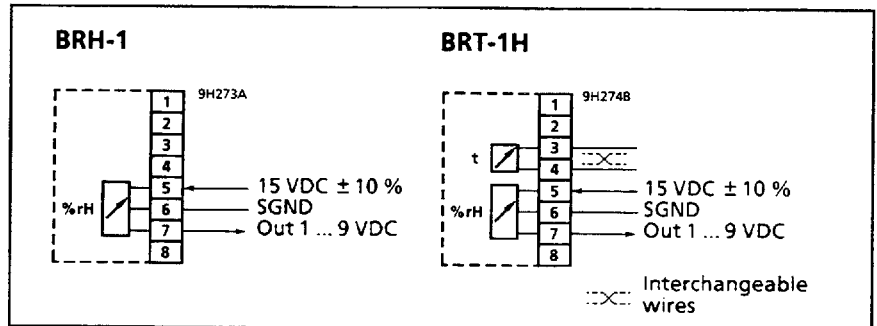 BRH-1
9H273A
1
2
3
4
5
6
7
8
%rH
15 VDC ± 10 %
SGND
Out 1 ... 9 VDC
BRT-1H
9H274B
1
2
3
4
5
6
7
8
t
%rH
15 VDC ± 10 %
SGND
Out 1 ... 9 VDC
Interchangeable
wires